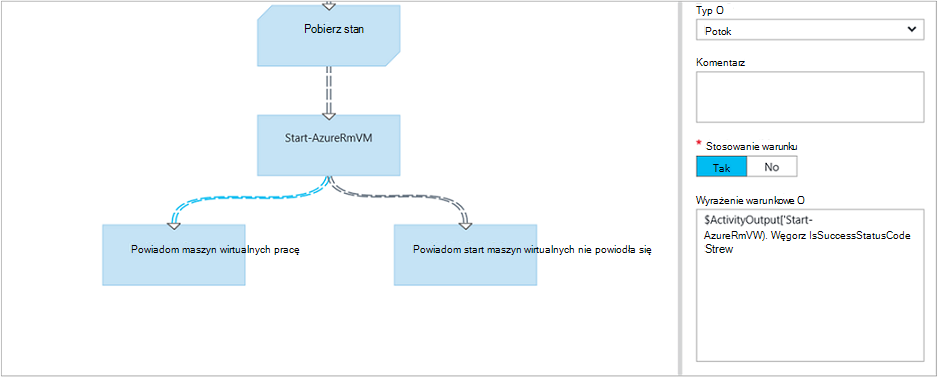 Pobierz stan
Start-AzureRmVM
Powiadom maszyn wirtualnych pracę
Powiadom start maszyn wirtualnych nie powiodła się
Typ O
Potok
Komentarz
* Stosowanie warunku
Tak No
Wyrażenie warunkowe O
$ActivityOutput['Start-
AzureRmVW). Węgorz IsSuccessStatusCode
Strew